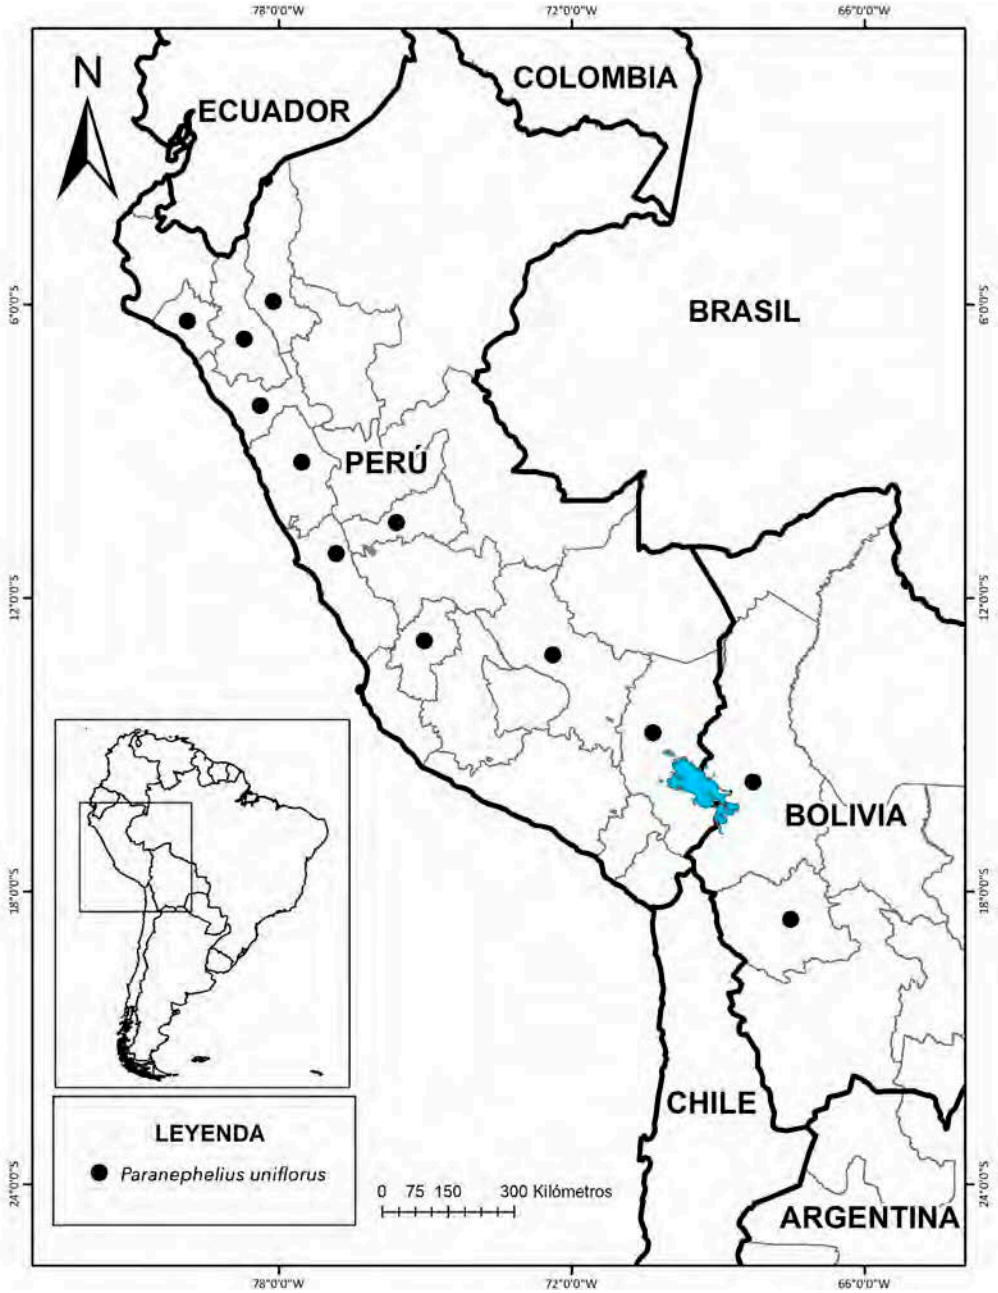 78°0'0"W 72°0'0"W 66°0'0"W
N
COLOMBIA
ECUADOR
6°0'0"S 6°0'0"S
BRASIL
PERÚ
12°0'0"S 12°0'0"S
BOLIVIA
18°0'0"S 18°0'0"S
CHILE
LEYENDA
Paranephelius uniflorus
0 75 150 300 Kilómetros
24°0'0"S 24°0'0"S
ARGENTINA
78°0'0"W 72°0'0"W 66°0'0"W